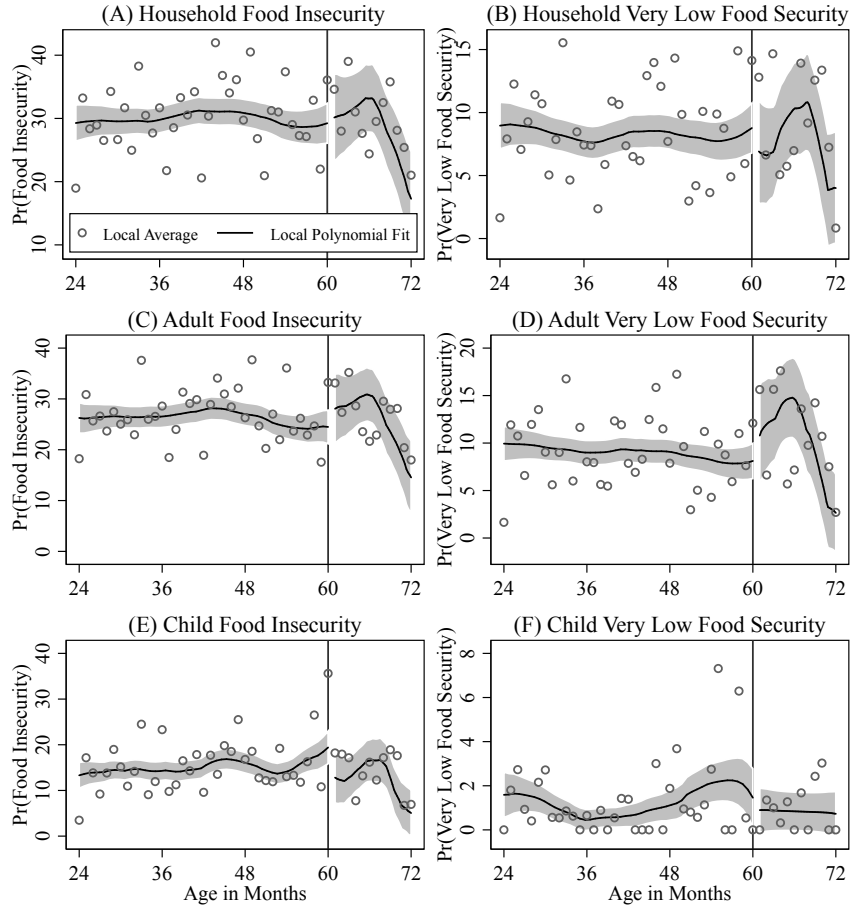 (A) Household Food Insecurity
Pr(Food Insecurity)
10 20 30 40
Local Average Local Polynomial Fit
24 36 48 60 72
(B) Household Very Low Food Security
Pr(Very Low Food Security)
0 5 10 15
24 36 48 60 72
(C) Adult Food Insecurity
Pr(Food Insecurity)
0 10 20 30 40
24 36 48 60 72
(D) Adult Very Low Food Security
Pr(Very Low Food Security)
0 5 10 15 20
24 36 48 60 72
(E) Child Food Insecurity
Pr(Food Insecurity)
0 10 20 30 40
24 36 48 60 72
Age in Months
(F) Child Very Low Food Security
Pr(Very Low Food Security)
0 2 4 6 8
24 36 48 60 72
Age in Months